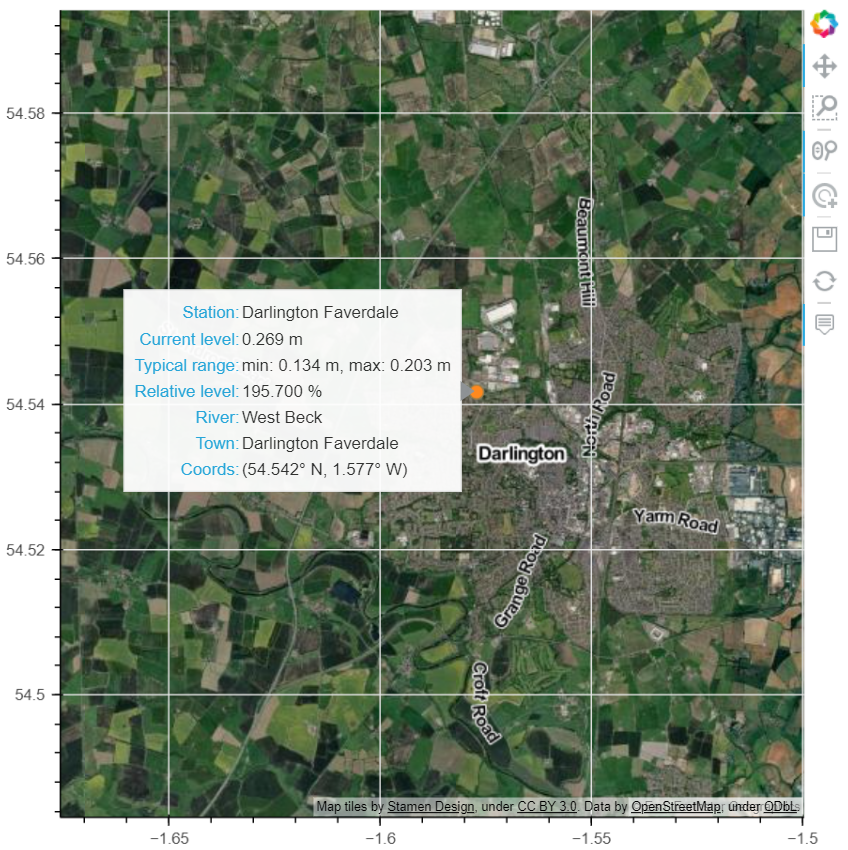 54.58
54.56
54.54
54.52
54.5
Beaumont Hill
Station: Darlington Faverdale
Current level: 0.269 m
Typical range: min: 0.134 m, max: 0.203 m
Relative level: 195.700 %
River: West Beck
Town: Darlington Faverdale
Coords: (54.542° N, 1.577° W)
North Road
Darlington
Yarm Road
Grange Road
Croft Road
Map tiles by Stamen Design, under CC BY 3.0. Data by OpenStreetMap, under ODbL
−1.65
−1.6
−1.55
−1.5